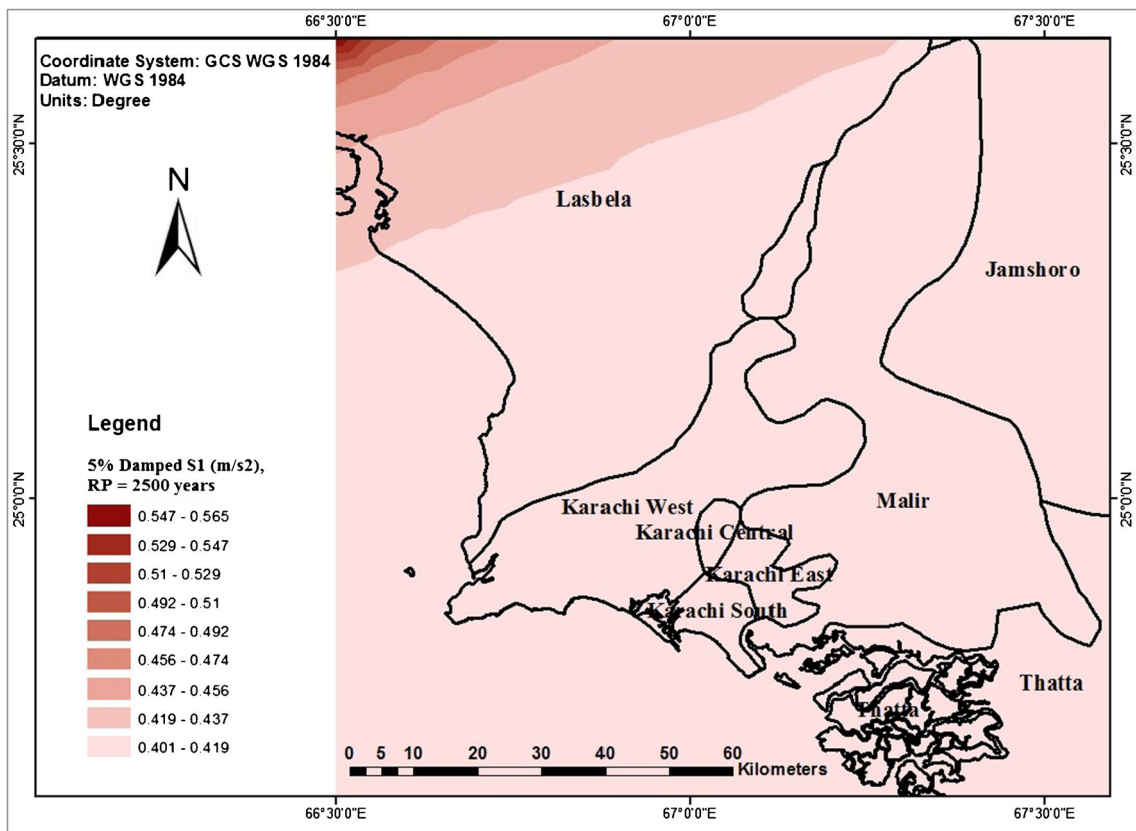 66°30'0"E
67°0'0"E
67°30'0"E
Coordinate System: GCS WGS 1984
Datum: WGS 1984
Units: Degree
25°30'0"N
25°30'0"N
N
Lasbela
Jamshoro
Legend
5% Damped S1 (m/s2),
RP = 2500 years
0.547 - 0.565
0.529 - 0.547
0.51 - 0.529
0.492 - 0.51
0.474 - 0.492
0.456 - 0.474
0.437 - 0.456
0.419 - 0.437
0.401 - 0.419
25°0'0"N
25°0'0"N
Karachi West
Malir
Karachi Central
Karachi East
Karachi South
Thatta
Thatta
0 5 10 20 30 40 50 60
Kilometers
66°30'0"E
67°0'0"E
67°30'0"E